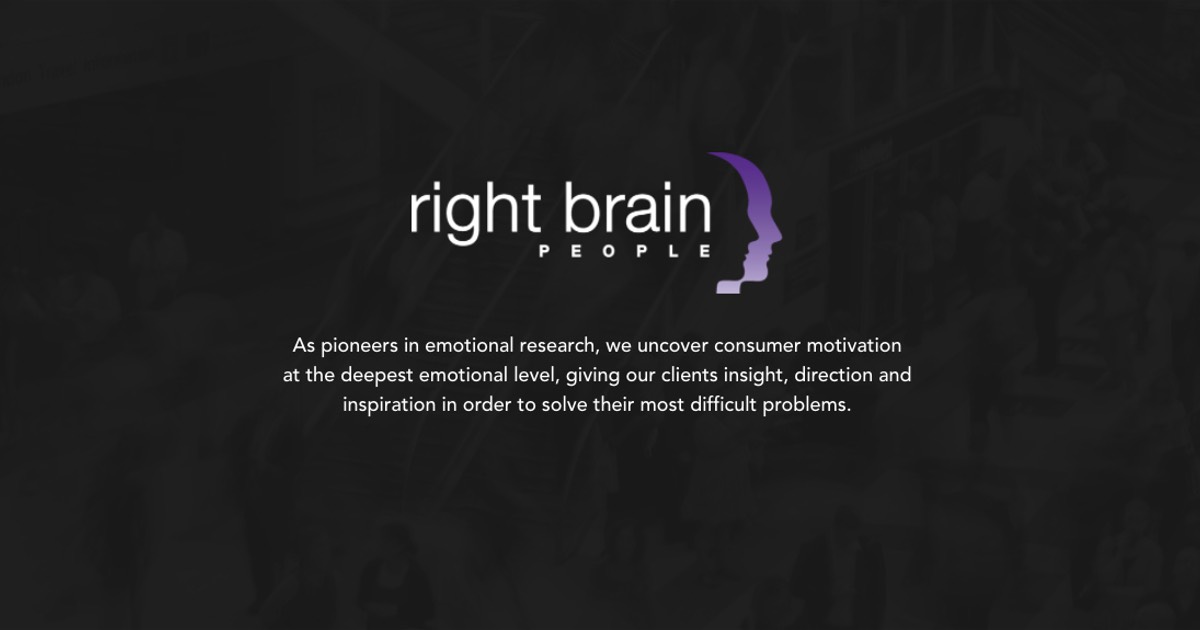 right brain
PEOPLE
As pioneers in emotional research, we uncover consumer motivation
at the deepest emotional level, giving our clients insight, direction and
inspiration in order to solve their most difficult problems.